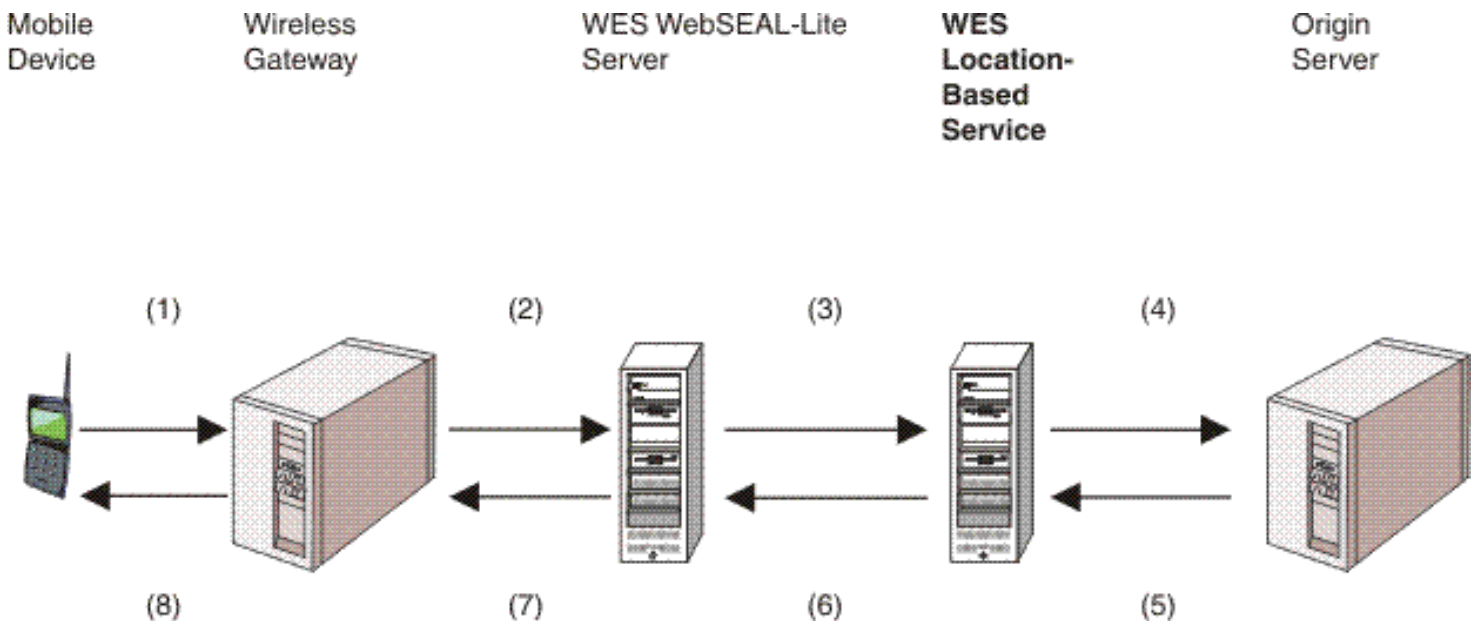 Mobile
Device
Wireless
Gateway
WES WebSEAL-Lite
Server
WES
Location-
Based
Service
Origin
Server
(1)
(2)
(3)
(4)
(8)
(7)
(6)
(5)